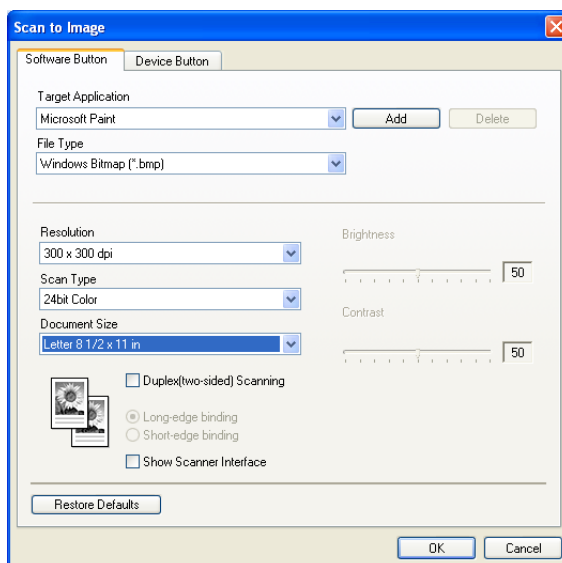 Scan to Image
Software Button Device Button
Target Application
Microsoft Paint Add Delete
File Type
Windows Bitmap (*.bmp)
Resolution Brightness
300 x 300 dpi
50
Scan Type
24bit Color
Contrast
Document Size
Letter 8 1/2 x 11 in
50
Duplex(two-sided) Scanning
Long-edge binding
Short-edge binding
Show Scanner Interface
Restore Defaults
OK Cancel